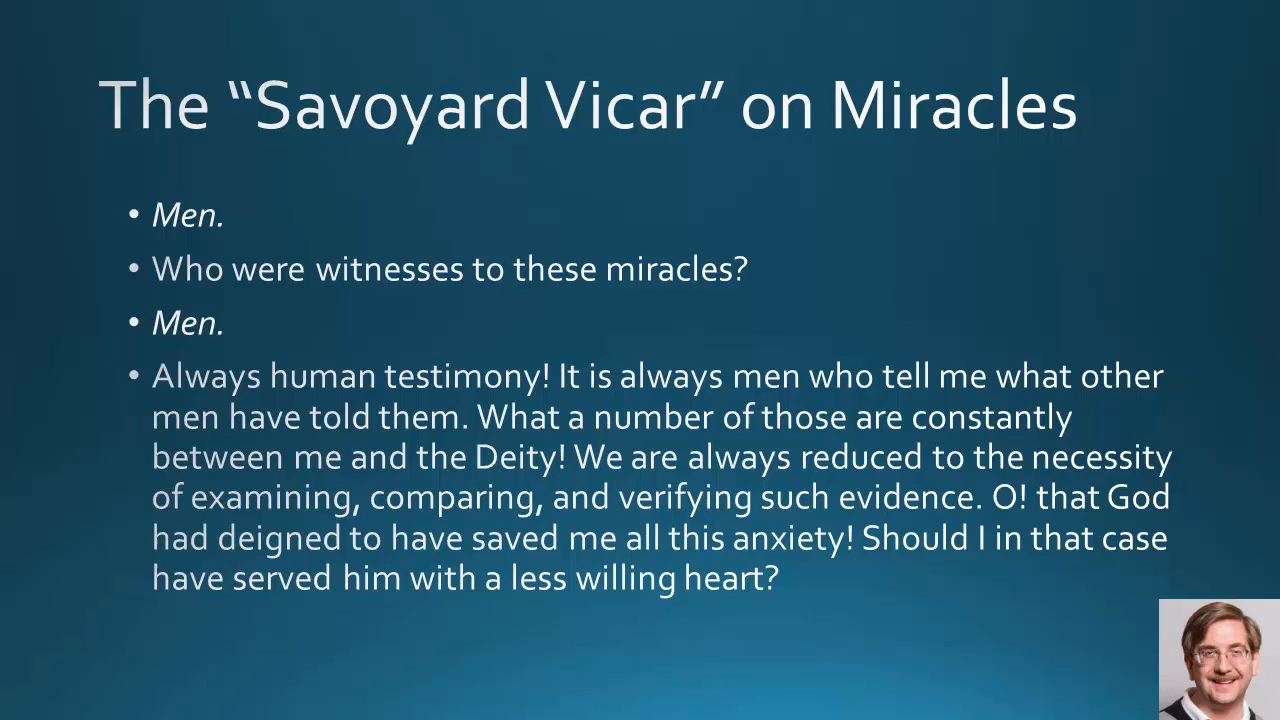 The “Savoyard Vicar” on Miracles
• Men.
• Who were witnesses to these miracles?
• Men.
• Always human testimony! It is always men who tell me what other
men have told them. What a number of those are constantly
between me and the Deity! We are always reduced to the necessity
of examining, comparing, and verifying such evidence. O! that God
had deigned to have saved me all this anxiety! Should I in that case
have served him with a less willing heart?